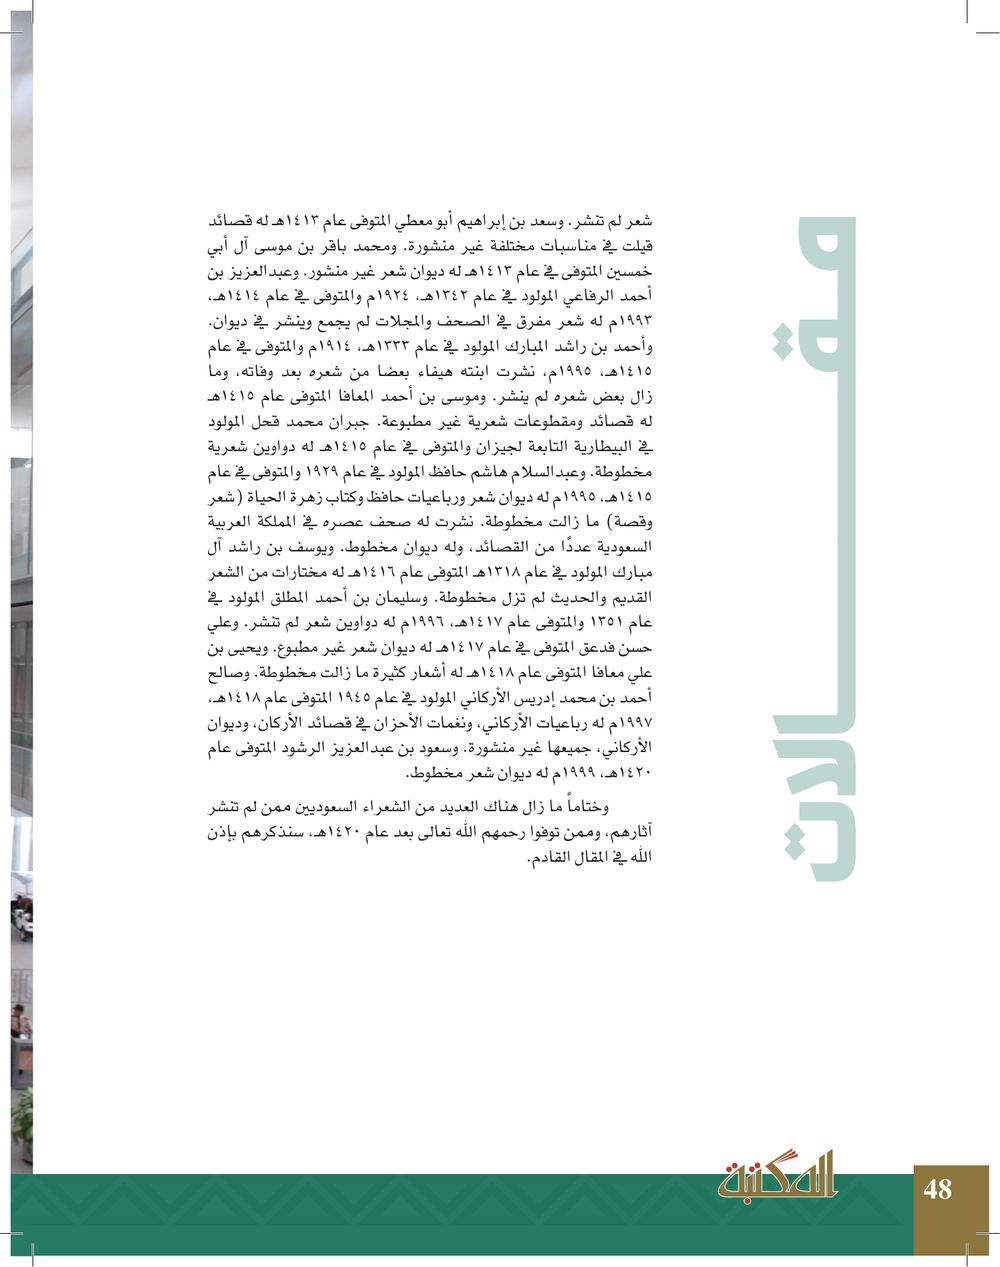 مقالات
شعر لم تنشر. وسعد بن إبراهيم أبو معطي المتوفى عام ١٤١٣هـ له قصائد
قيلت في مناسبات مختلفة غير منشورة. ومحمد باقر بن موسى آل أبي
خمسين المتوفى في عام ١٤١٣هـ له ديوان شعر غير منشور. وعبدالعزيز بن
أحمد الرفاعي المولود في عام ١٣٤٢هـ، ١٩٢٤م والمتوفى في عام ١٤١٤هـ،
١٩٩٣م له شعر مفرق في الصحف والمجلات لم يجمع وينشر في ديوان.
وأحمد بن راشد المبارك المولود في عام ١٣٣٣هـ، ١٩١٤م والمتوفى في عام
١٤١٥هـ، ١٩٩٥م، نشرت ابنته هيفاء بعضا من شعره بعد وفاته، وما
زال بعض شعره لم ينشر. وموسى بن أحمد المعافا المتوفى عام ١٤١٥هـ
له قصائد ومقطوعات شعرية غير مطبوعة. جبران محمد قحل المولود
في البيطارية التابعة لجيزان والمتوفى في عام ١٤١٥هـ له دواوين شعرية
مخطوطة. وعبدالسلام هاشم حافظ المولود في عام ١٩٢٩ والمتوفى في عام
١٤١٥هـ، ١٩٩٥م له ديوان شعر ورباعيات حافظ وكتاب زهرة الحياة (شعر
وقصة) ما زالت مخطوطة. نشرت له صحف عصره في المملكة العربية
السعودية عددًا من القصائد، وله ديوان مخطوط. ويوسف بن راشد آل
مبارك المولود في عام ١٣١٨هـ المتوفى عام ١٤١٦هـ له مختارات من الشعر
القديم والحديث لم تزل مخطوطة. وسليمان بن أحمد المطلق المولود في
عام ١٣٥١ والمتوفى عام ١٤١٧هـ، ١٩٩٦م له دواوين شعر لم تنشر. وعلي
حسن فدعق المتوفى في عام ١٤١٧هـ له ديوان شعر غير مطبوع. ويحيى بن
علي معافا المتوفى عام ١٤١٨هـ له أشعار كثيرة ما زالت مخطوطة. وصالح
أحمد بن محمد إدريس الأركاني المولود في عام ١٩٤٥ المتوفى عام ١٤١٨هـ،
١٩٩٧م له رباعيات الأركاني، ونغمات الأحزان في قصائد الأركان، وديوان
الأركاني، جميعها غير منشورة. وسعود بن عبدالعزيز الرشود المتوفى عام
١٤٢٠هـ، ١٩٩٩م له ديوان شعر مخطوط.
وختاماً ما زال هناك العديد من الشعراء السعوديين ممن لم تنشر
آثارهم، وممن توفوا رحمهم الله تعالى بعد عام ١٤٢٠هـ، سنذكرهم بإذن
الله في المقال القادم.
المكتبة
48